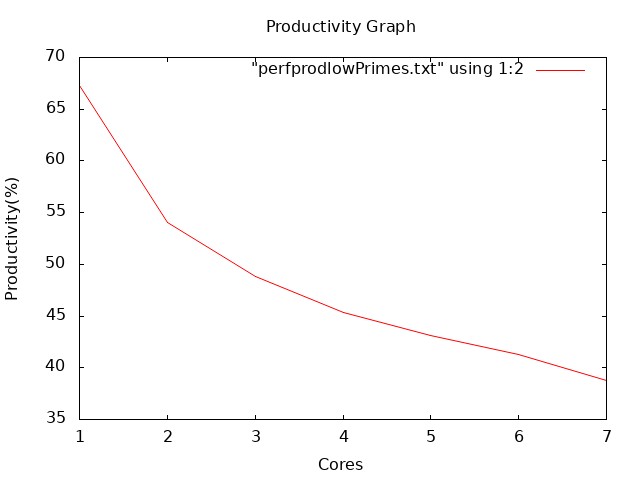 Productivity Graph
"perfprodlowPrimes.txt" using 1:2
70
65
60
55
50
45
40
35
Productivity(%)
1 2 3 4 5 6 7
Cores